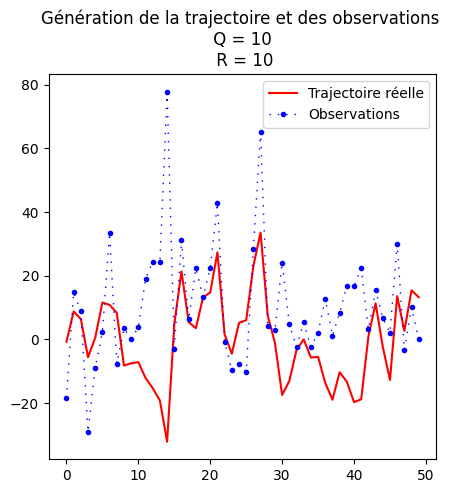 Génération de la trajectoire et des observations
Q = 10
R = 10
Trajectoire réelle
Observations
80
60
40
20
0
−20
0
10
20
30
40
50